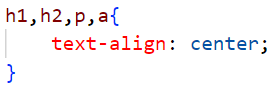 h1,h2,p,a{
    text-align: center;
}